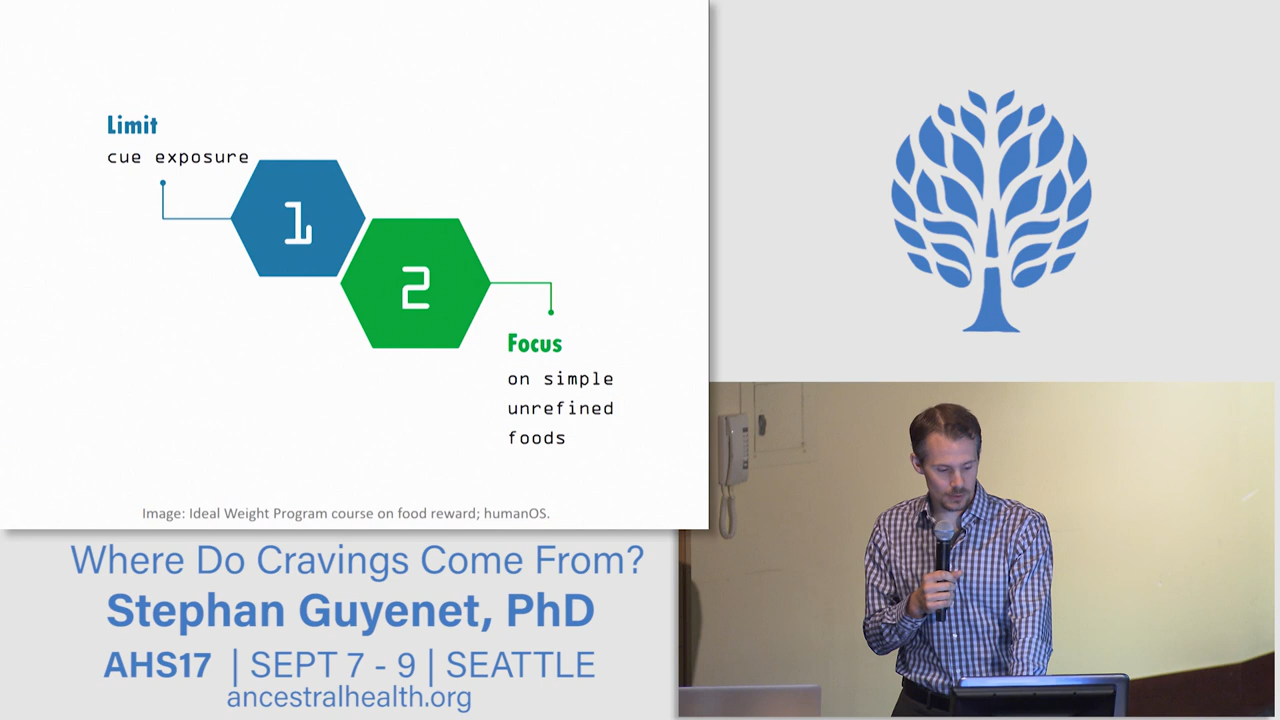 Limit
cue exposure
1
2
Focus
on simple
unrefined
foods
Image: Ideal Weight Program course on food reward; humanOS.
Where Do Cravings Come From?
Stephan Guyenet, PhD
AHS17 | SEPT 7 - 9 | SEATTLE
ancestralhealth.org